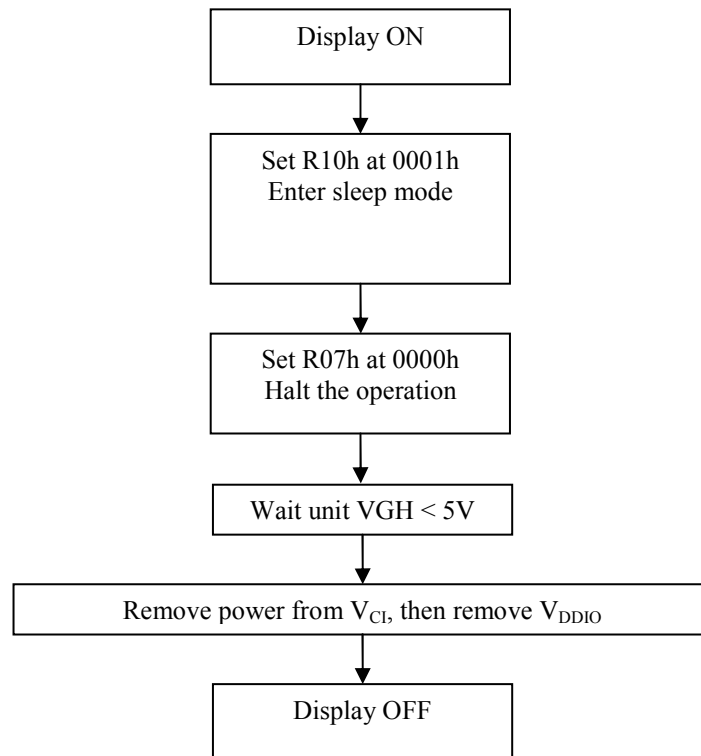 Display ON
Set R10h at 0001h
Enter sleep mode
Set R07h at 0000h
Halt the operation
Wait unit VGH < 5V
Remove power from VCI, then remove VDDIO
Display OFF